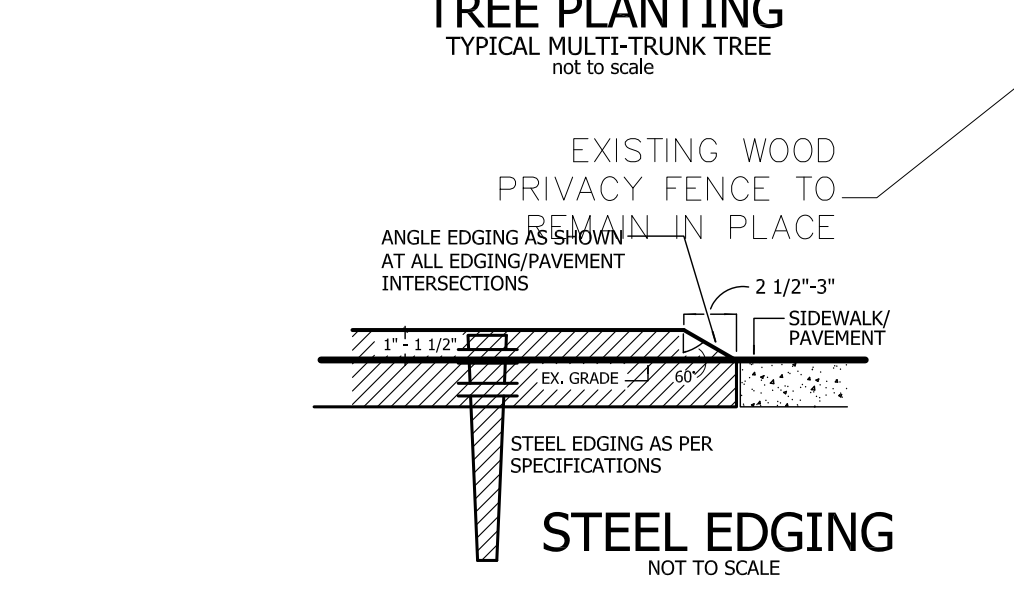 TREE PLANTING
TYPICAL MULTI-TRUNK TREE
not to scale
EXISTING WOOD
PRIVACY FENCE TO
REMAIN IN PLACE
ANGLE EDGING AS SHOWN
AT ALL EDGING/PAVEMENT
INTERSECTIONS
2 1/2"-3"
SIDEWALK/
PAVEMENT
1" - 1 1/2"
EX. GRADE
60°
STEEL EDGING AS PER
SPECIFICATIONS
STEEL EDGING
NOT TO SCALE